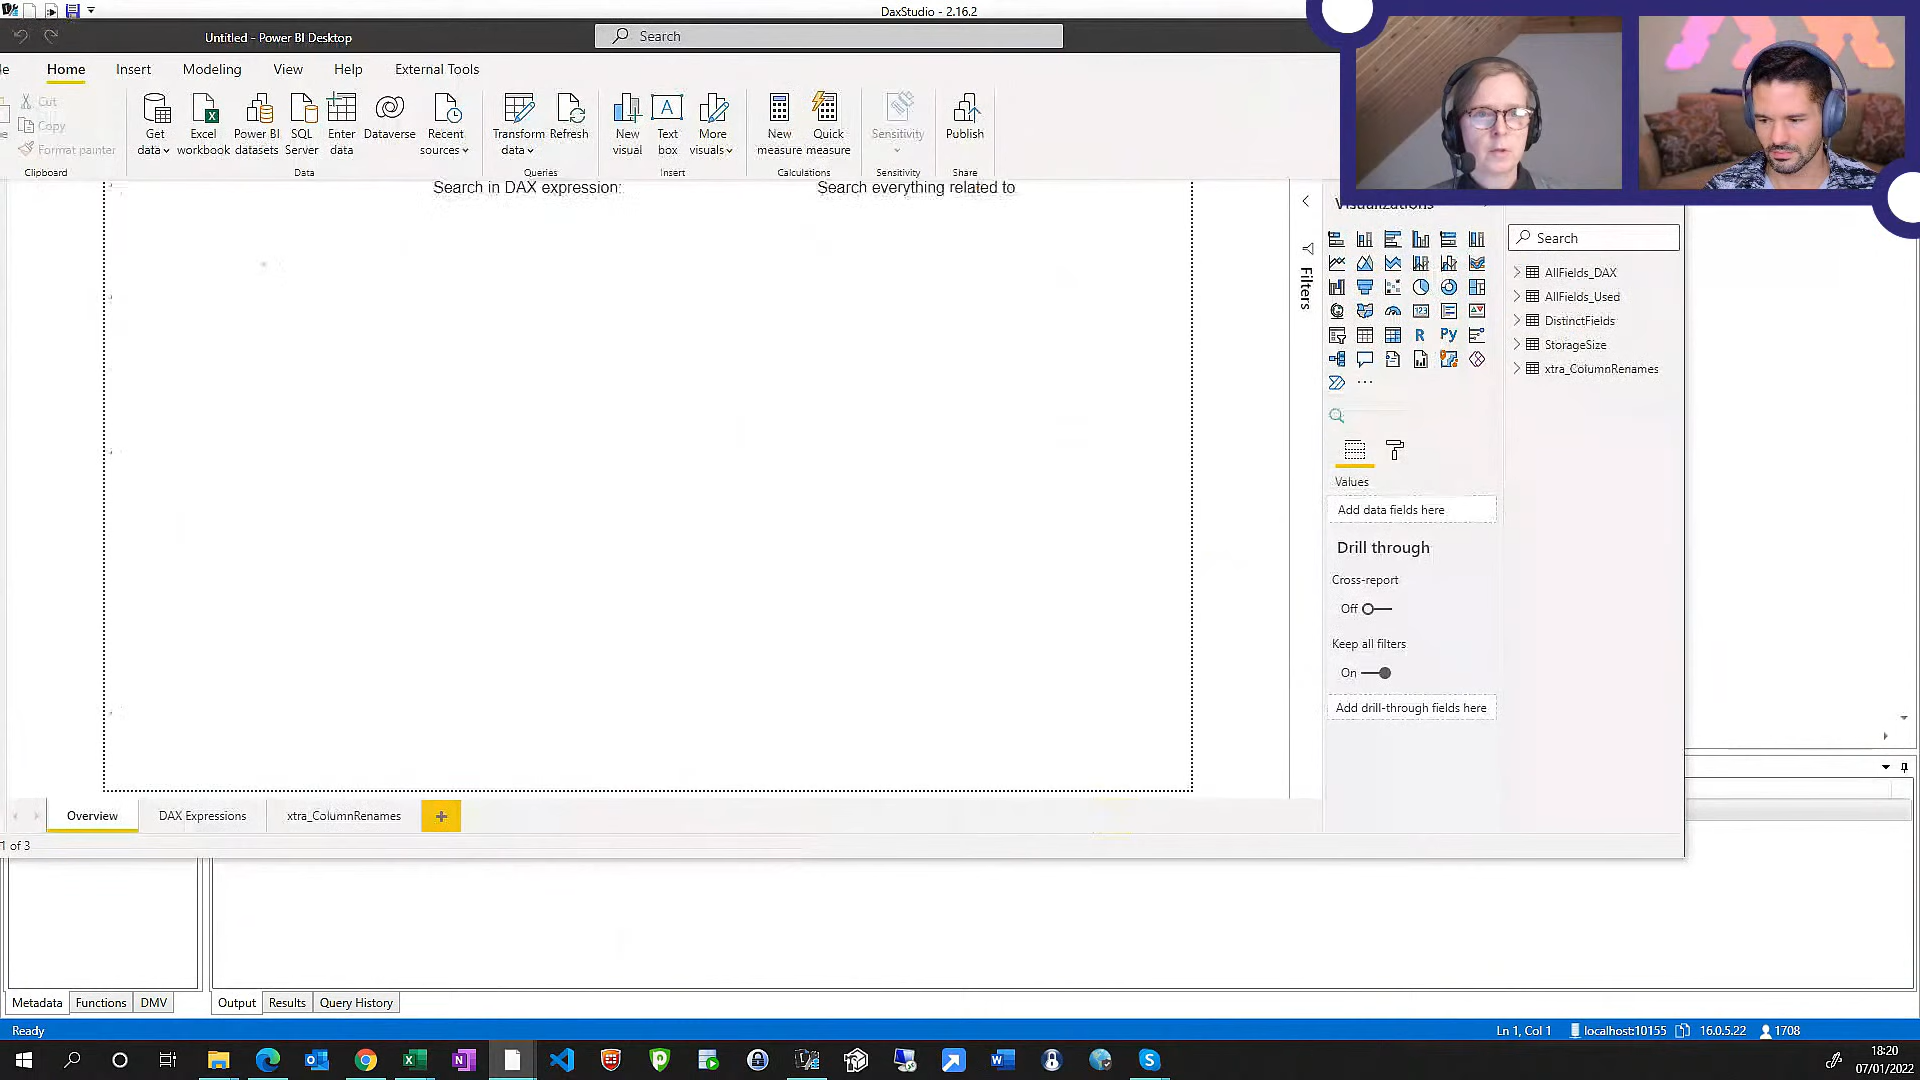 DaxStudio - 2.16.2
Untitled - Power BI Desktop
Search
Home
Insert
Modeling
View
Help
External Tools
Cut
Copy
Format painter
Clipboard
Get data
Excel workbook
Power BI datasets
SQL Server
Enter data
Dataverse
Recent sources
Data
Transform data
Refresh
Queries
New visual
Text box
More visuals
Insert
New measure
Quick measure
Calculations
Sensitivity
Sensitivity
Publish
Share
Search in DAX expression:
Search everything related to
Filters
Visualizations
R
Py
123
Values
Add data fields here
Drill through
Cross-report
Off
Keep all filters
On
Add drill-through fields here
Search
AllFields_DAX
AllFields_Used
DistinctFields
StorageSize
xtra_ColumnRenames
Overview
DAX Expressions
xtra_ColumnRenames
1 of 3
Metadata
Functions
DMV
Output
Results
Query History
Ready
Ln 1, Col 1
localhost:10155
16.0.5.22
1708
18:20
07/01/2022